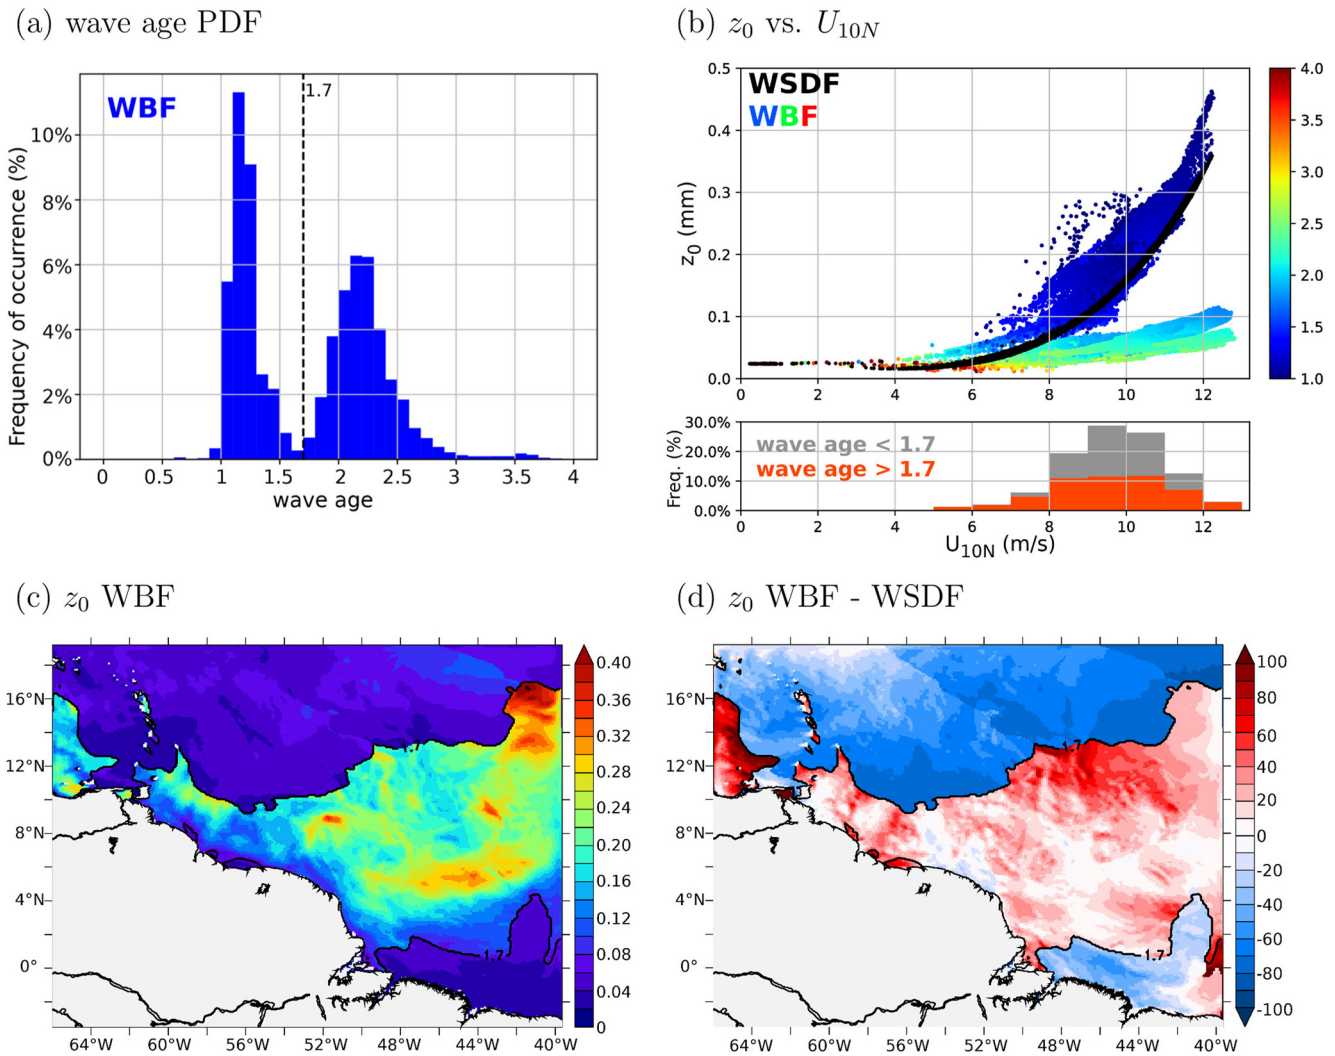 (a) wave age PDF
WBF
1.7
10%
8%
6%
4%
2%
0%
Frequency of occurrence (%)
0 0.5 1 1.5 2 2.5 3 3.5 4
wave age
(b) z0 vs. U10N
WSDF
WBF
0.5
0.4
0.3
0.2
0.1
0.0
z0 (mm)
0 2 4 6 8 10 12
4.0
3.5
3.0
2.5
2.0
1.5
1.0
wave age < 1.7
wave age > 1.7
30.0%
20.0%
10.0%
0.0%
Freq. (%)
0 2 4 6 8 10 12
U10N (m/s)
(c) z0 WBF
16°N
12°N
8°N
4°N
0°
64°W 60°W 56°W 52°W 48°W 44°W 40°W
1.7
1.7
0.40
0.36
0.32
0.28
0.24
0.20
0.16
0.12
0.08
0.04
0
(d) z0 WBF - WSDF
16°N
12°N
8°N
4°N
0°
64°W 60°W 56°W 52°W 48°W 44°W 40°W
1.7
1.7
100
80
60
40
20
0
-20
-40
-60
-80
-100